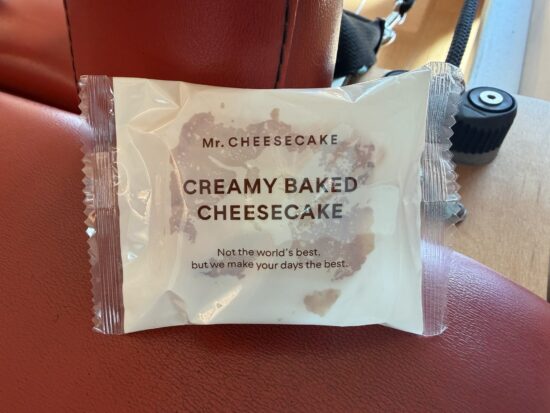 Mr. CHEESECAKE
CREAMY BAKED
CHEESECAKE
Not the world's best.
but we make your days the best.